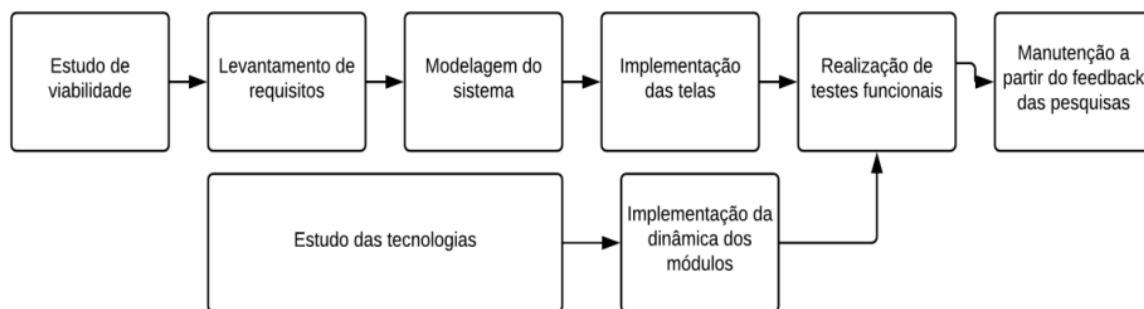 Estudo de
viabilidade
Levantamento de
requisitos
Modelagem do
sistema
Implementação
das telas
Realização de
testes funcionais
Manutenção a
partir do feedback
das pesquisas
Estudo das tecnologias
Implementação da
dinâmica dos
módulos